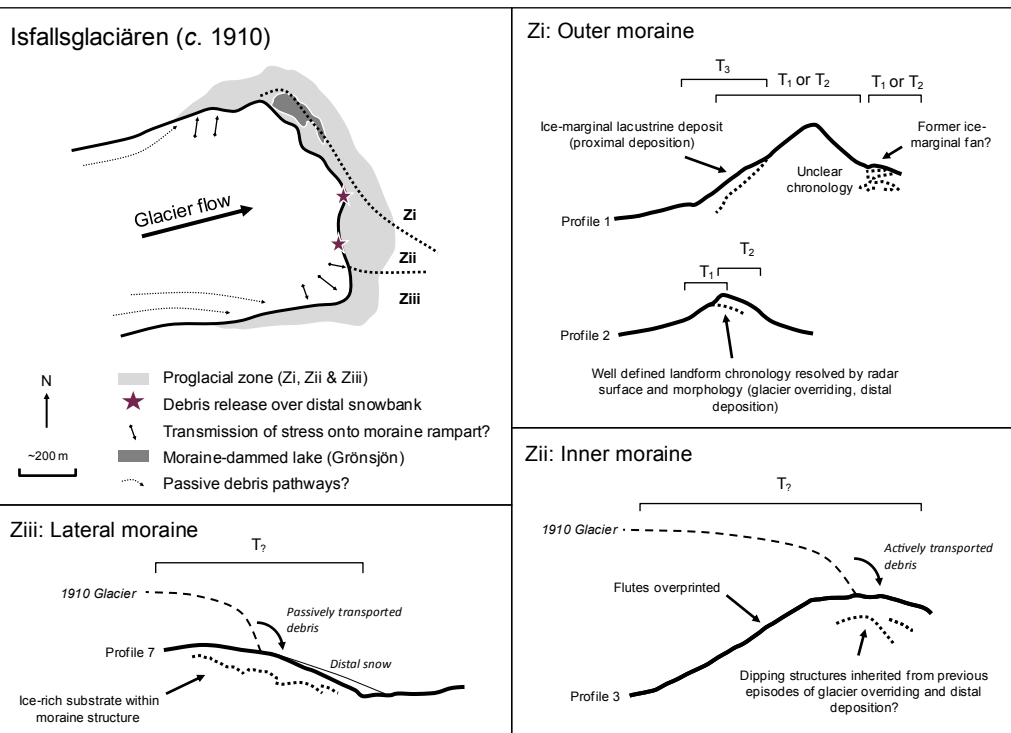 Isfallsglaciären (c. 1910)
Glacier flow
Zi
Zii
Ziii
N
~200 m
Proglacial zone (Zi, Zii & Ziii)
Debris release over distal snowbank
Transmission of stress onto moraine rampart?
Moraine-dammed lake (Grönsjön)
Passive debris pathways?
Zi: Outer moraine
T3
T1 or T2
T1 or T2
Ice-marginal lacustrine deposit
(proximal deposition)
Former ice-
marginal fan?
Unclear
chronology
Profile 1
T2
T1
Profile 2
Well defined landform chronology resolved by radar
surface and morphology (glacier overriding, distal
deposition)
Ziii: Lateral moraine
T?
1910 Glacier
Passively transported
debris
Profile 7
Distal snow
Ice-rich substrate within
moraine structure
Zii: Inner moraine
T?
1910 Glacier
Actively transported
debris
Flutes overprinted
Profile 3
Dipping structures inherited from previous
episodes of glacier overriding and distal
deposition?